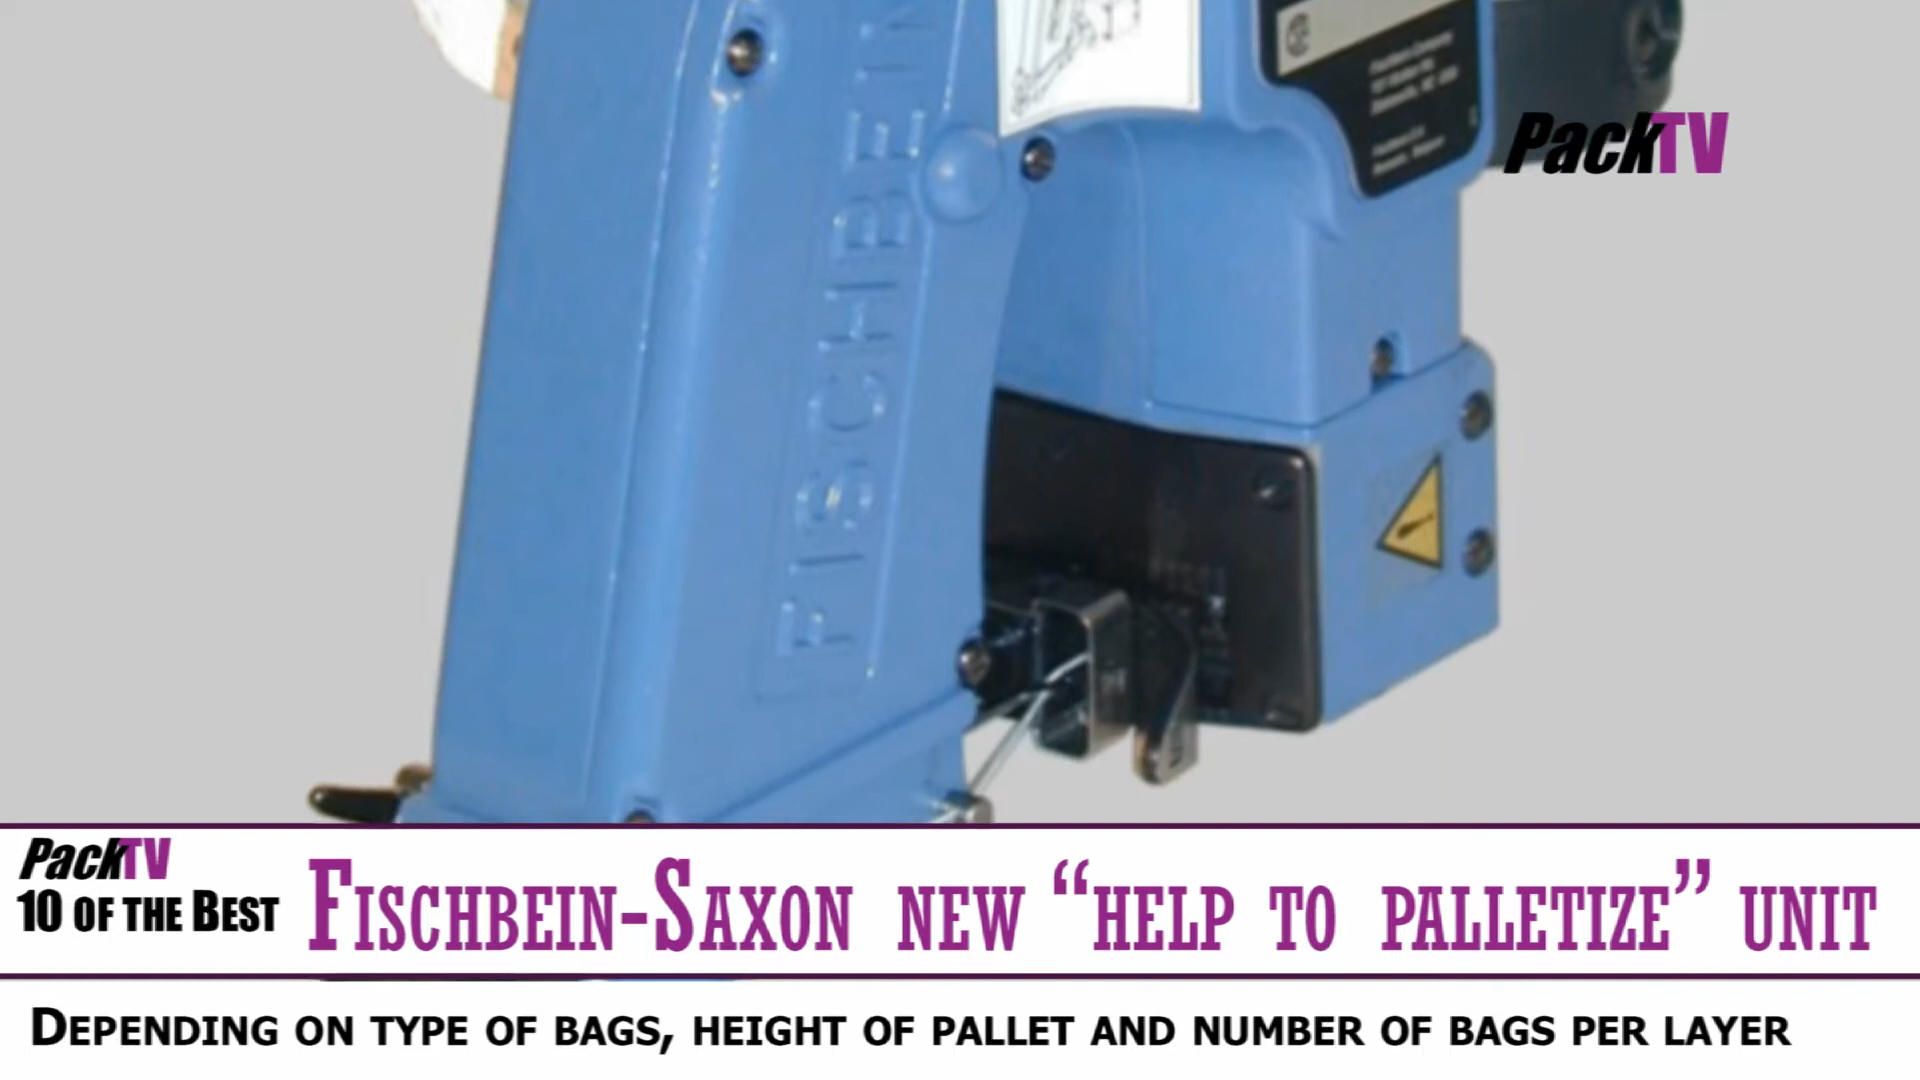 FISCHBEIN
PackTV
PackTV
10 OF THE BEST
FISCHBEIN-SAXON NEW “HELP TO PALLETIZE” UNIT
DEPENDING ON TYPE OF BAGS, HEIGHT OF PALLET AND NUMBER OF BAGS PER LAYER